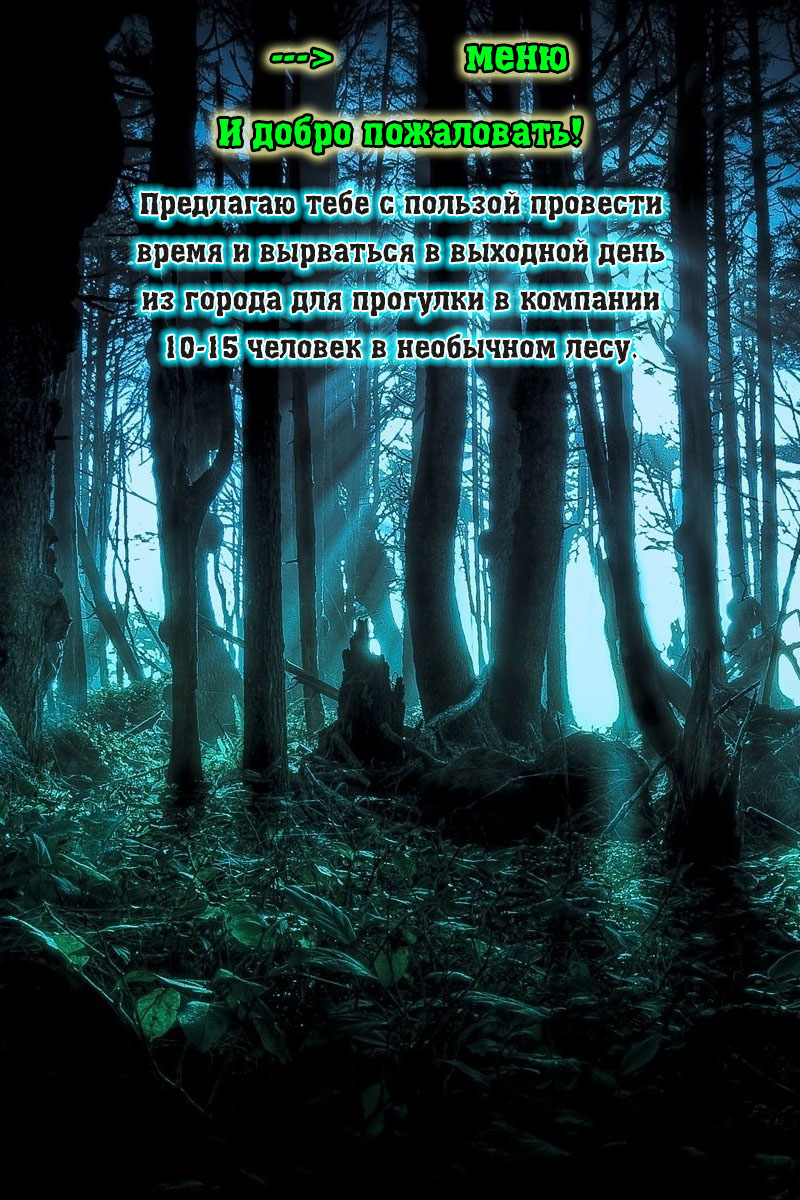 ---> меню
И добро пожаловать!
Предлагаю тебе с пользой провести
время и вырваться в выходной день
из города для прогулки в компании
10-15 человек в необычном лесу.